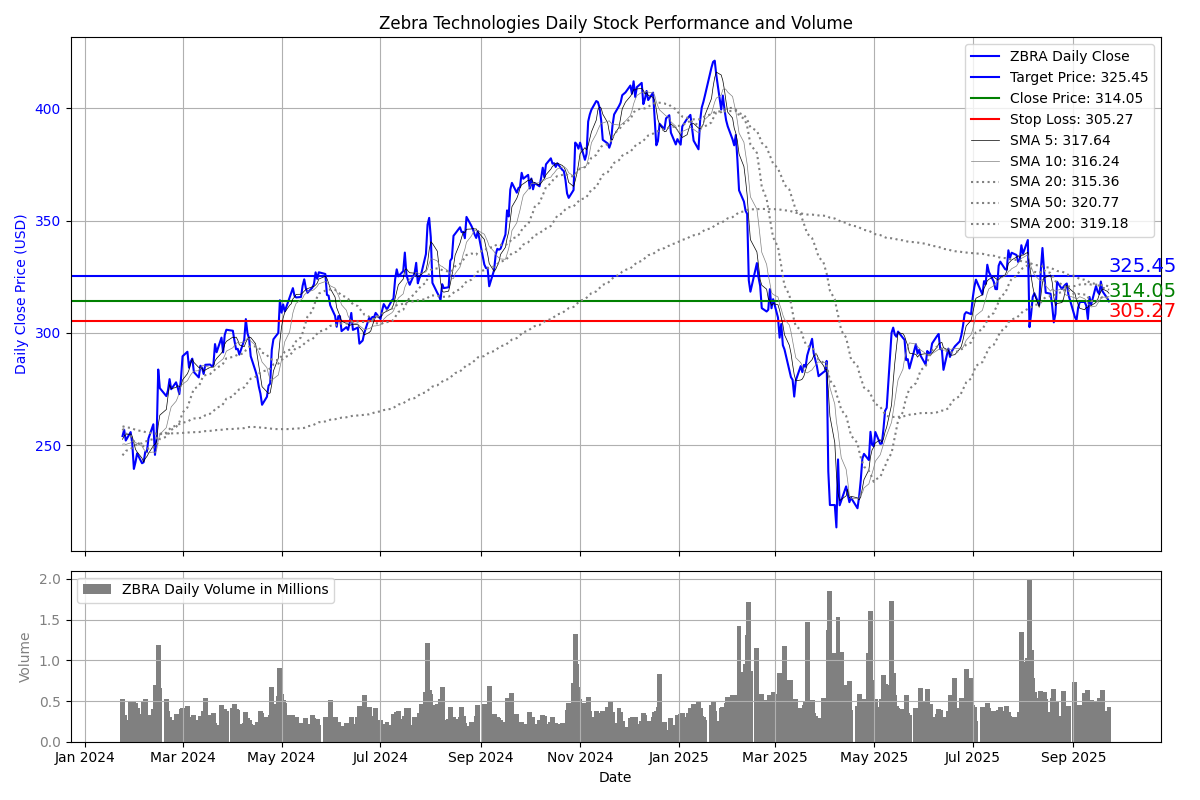 Zebra Technologies Daily Stock Performance and Volume
Daily Close Price (USD)
400
350
300
250
ZBRA Daily Close
Target Price: 325.45
Close Price: 314.05
Stop Loss: 305.27
SMA 5: 317.64
SMA 10: 316.24
SMA 20: 315.36
SMA 50: 320.77
SMA 200: 319.18
325.45
314.05
305.27
Volume
2.0
1.5
1.0
0.5
0.0
ZBRA Daily Volume in Millions
Jan 2024 Mar 2024 May 2024 Jul 2024 Sep 2024 Nov 2024 Jan 2025 Mar 2025 May 2025 Jul 2025 Sep 2025
Date